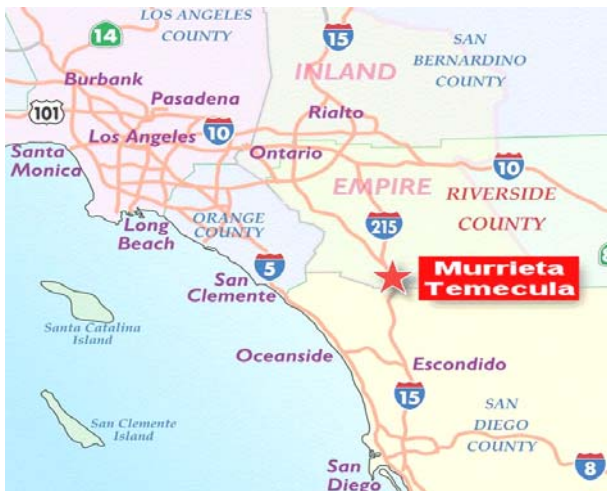 LOS ANGELES
COUNTY
14
15
SAN
BERNARDINO
COUNTY
INLAND
Burbank
Pasadena
101
Rialto
Los Angeles
10
Santa
Monica
Ontario
10
EMPIRE
RIVERSIDE
COUNTY
Long
Beach
ORANGE
COUNTY
215
5
San
Clemente
Murrieta
Temecula
Santa Catalina
Island
Oceanside
Escondido
15
San Clemente
Island
SAN
DIEGO
COUNTY
San
Diego
8